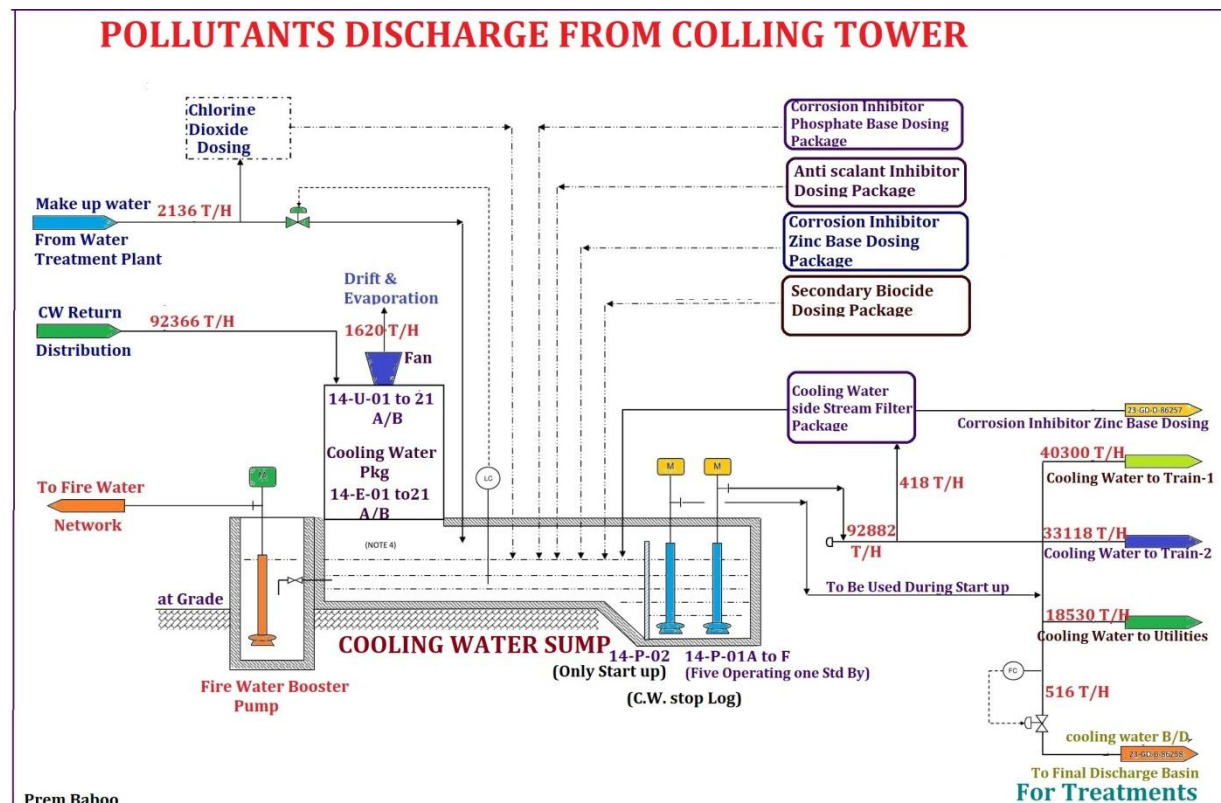 POLLUTANTS DISCHARGE FROM COLLING TOWER
Chlorine
Dioxide
Dosing
Corrosion Inhibitor
Phosphate Base Dosing
Package
Anti scalant Inhibitor
Dosing Package
Corrosion Inhibitor
Zinc Base Dosing
Package
Secondary Biocide
Dosing Package
Make up water
2136 T/H
From Water
Treatment Plant
CW Return
92366 T/H
Distribution
Drift &
Evaporation
1620 T/H
Fan
14-U-01 to 21
A/B
Cooling Water
Pkg
14-E-01 to21
A/B
LC
M
M
Cooling Water
side Stream Filter
Package
23-GD-D-86257
Corrosion Inhibitor Zinc Base Dosing
40300 T/H
Cooling Water to Train-1
418 T/H
92882
T/H
33118 T/H
Cooling Water to Train-2
To Be Used During Start up
18530 T/H
Cooling Water to Utilities
FC
516 T/H
cooling water B/D
To Final Discharge Basin
For Treatments
To Fire Water
Network
(NOTE 4)
at Grade
COOLING WATER SUMP
14-P-02
(Only Start up)
14-P-01A to F
(Five Operating one Std By)
(C.W. stop Log)
Fire Water Booster
Pump
Prem Baboo